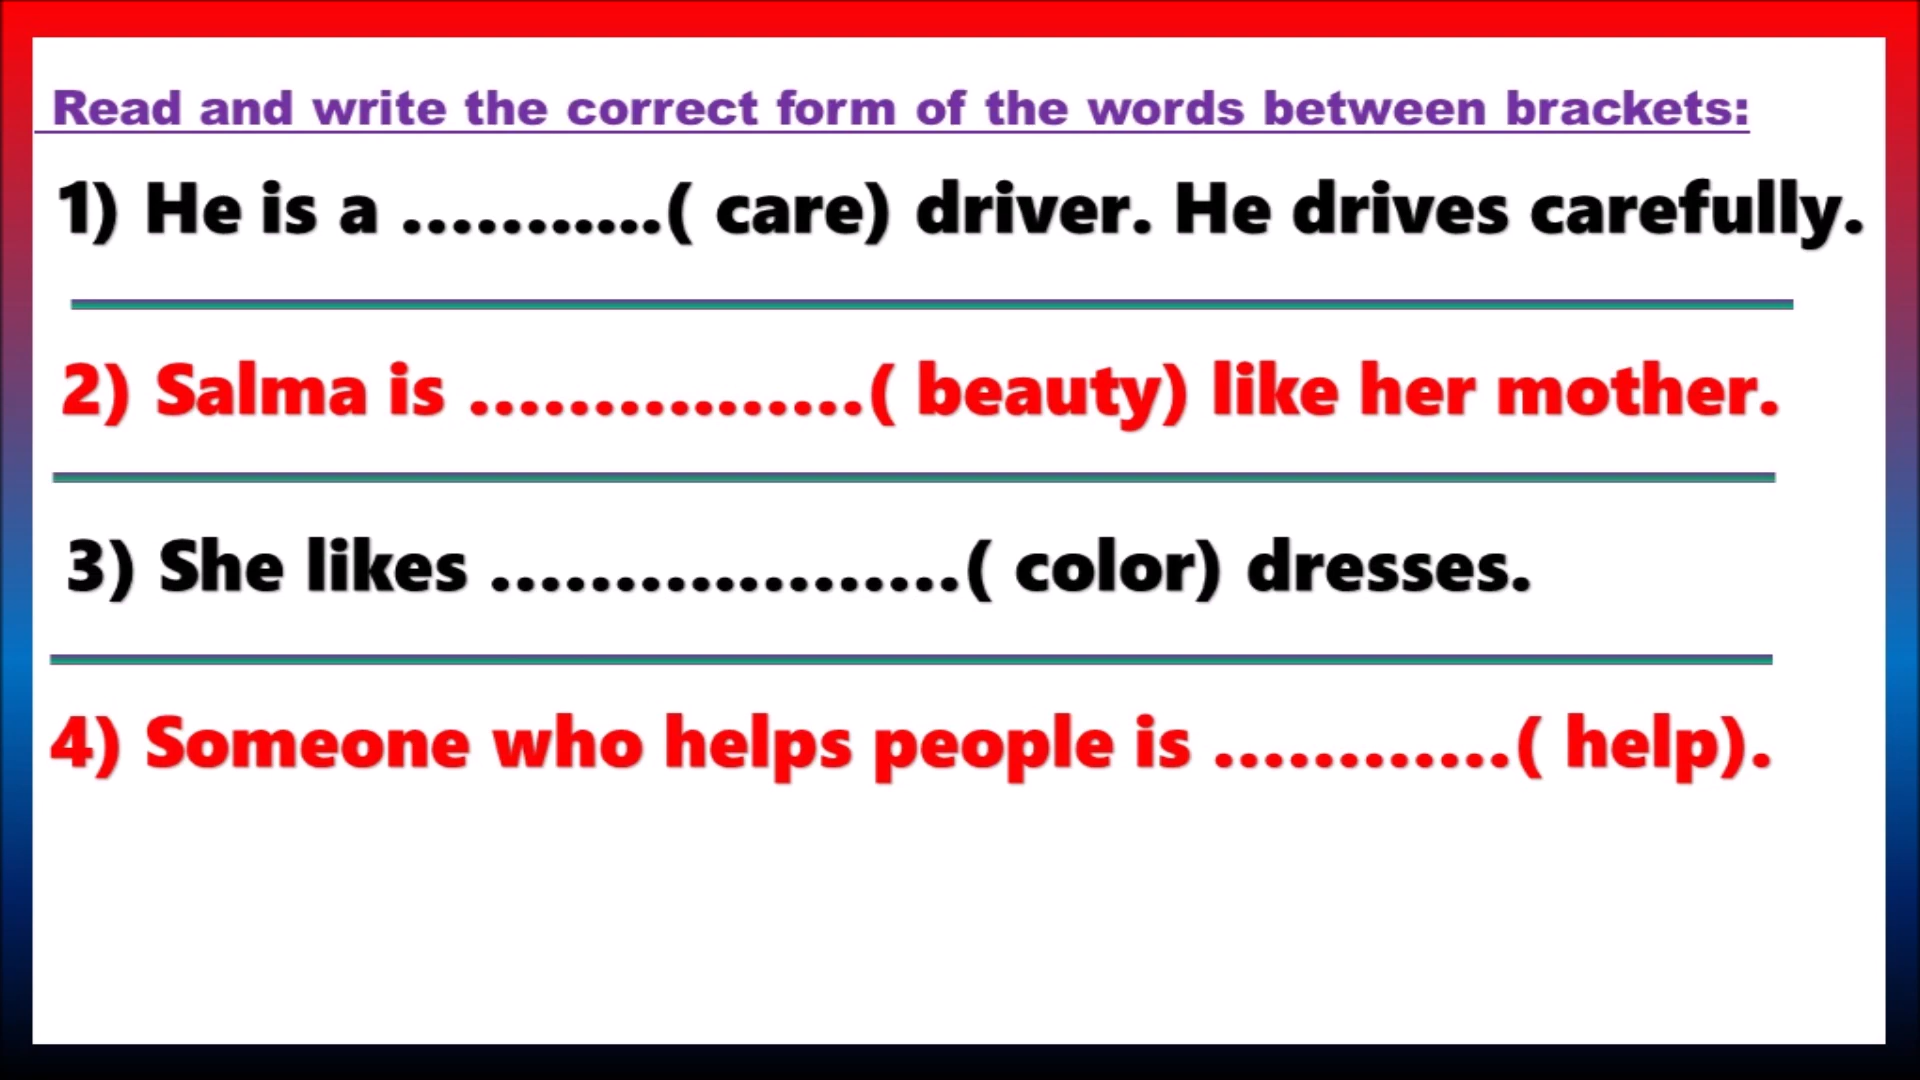 Read and write the correct form of the words between brackets:
1) He is a ...........( care) driver. He drives carefully.
2) Salma is ................( beauty) like her mother.
3) She likes ...................( color) dresses.
4) Someone who helps people is ............( help).